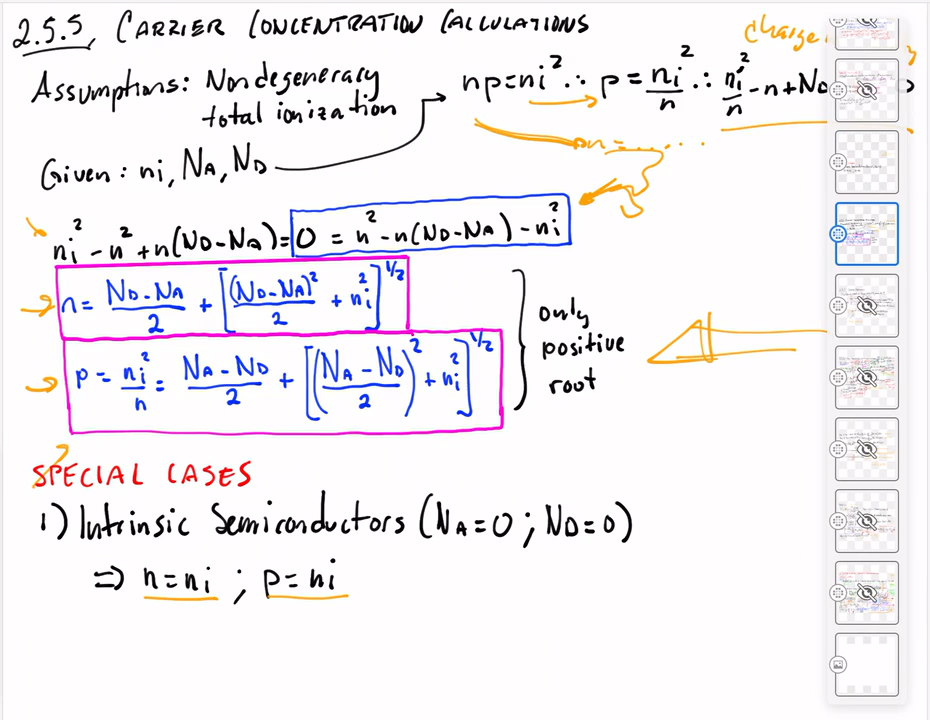 2.5.5, CARRIER CONCENTRATION CALCULATIONS
charge
Assumptions: Nondegeneracy
total ionization
np=ni² ∴ p = ni²/n ∴ ni²/n - n + ND
n = .....
Given: ni, NA, ND
ni² - n² + n(ND-NA) = 0 = n² - n(ND-NA) - ni²
n = (ND-NA)/2 + [(ND-NA)²/2 + ni²]^1/2
p = ni²/n = (NA-ND)/2 + [((NA-ND)/2)² + ni²]^1/2
only
positive
root
SPECIAL CASES
1) Intrinsic Semiconductors (NA=0; ND=0)
⇒ n=ni ; p=ni